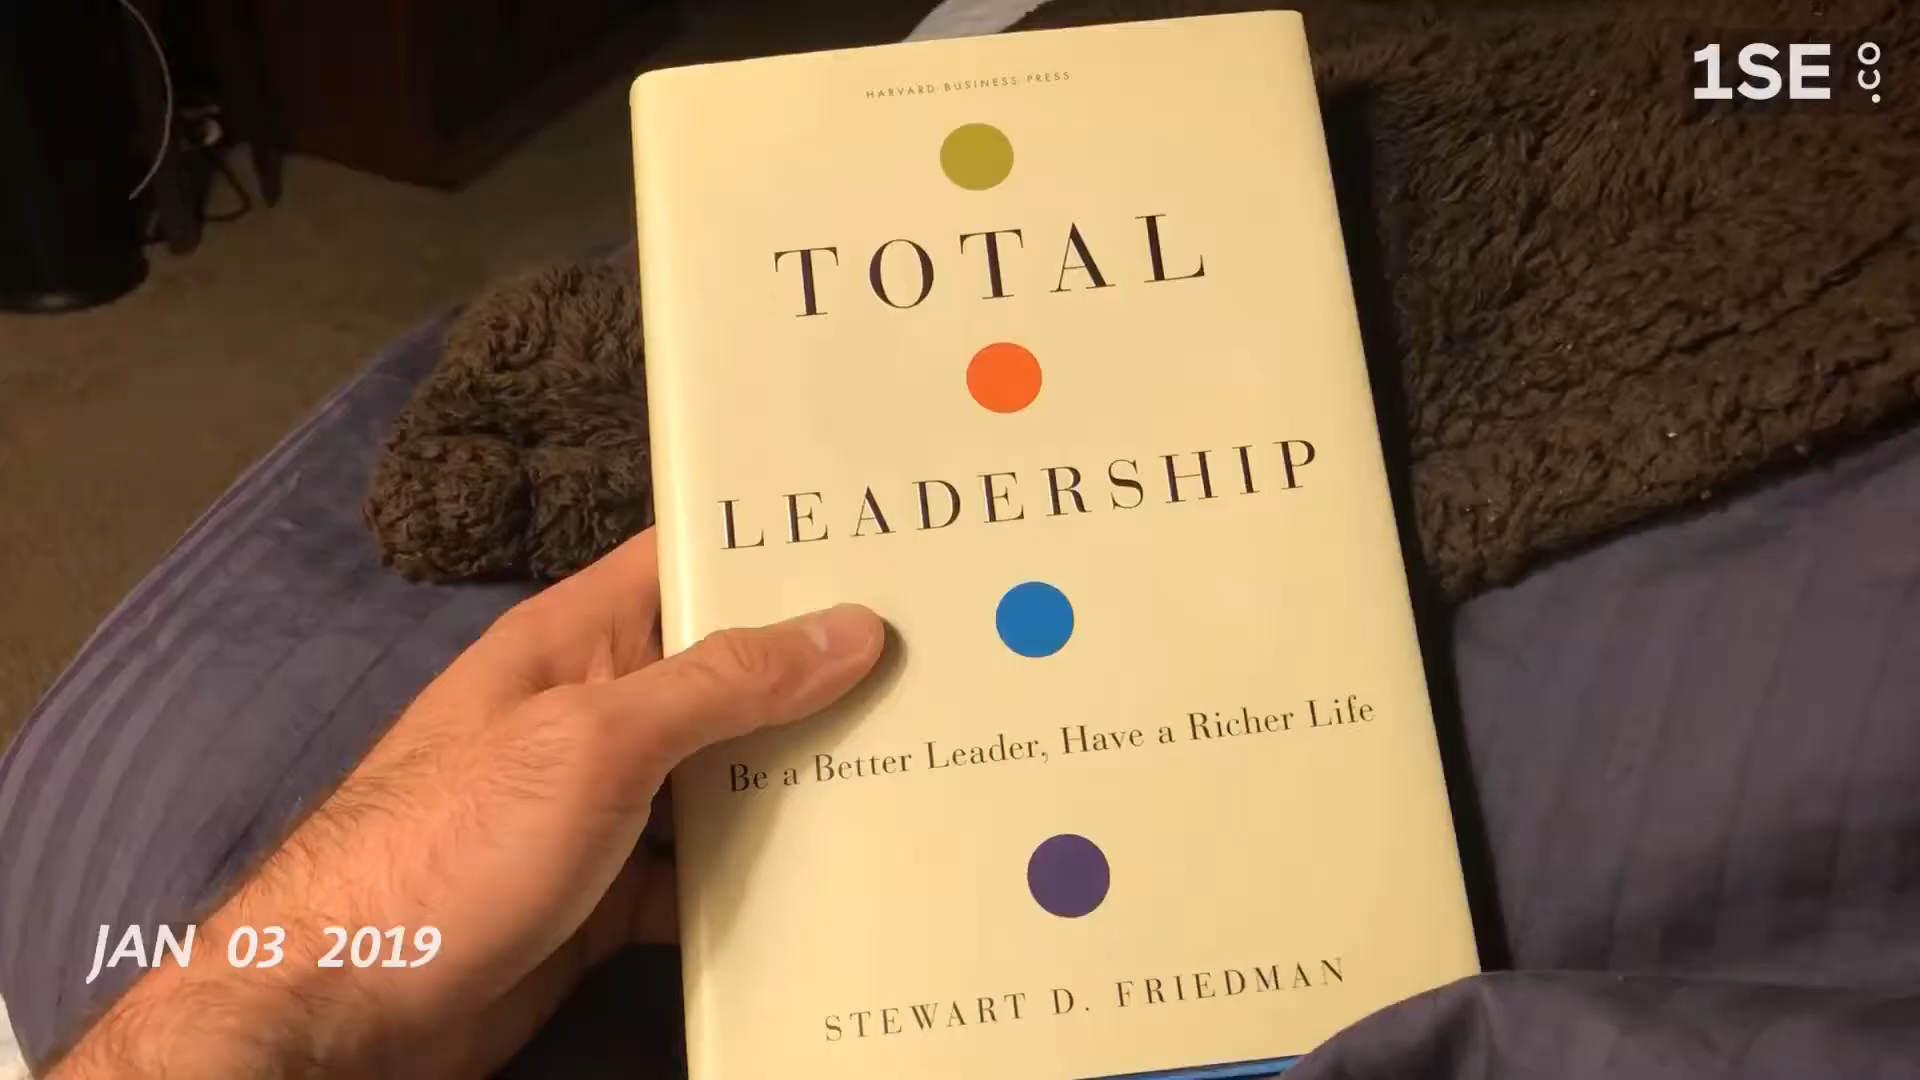 1SE .CO
HARVARD BUSINESS PRESS
TOTAL
LEADERSHIP
Be a Better Leader, Have a Richer Life
STEWART D. FRIEDMAN
JAN 03 2019